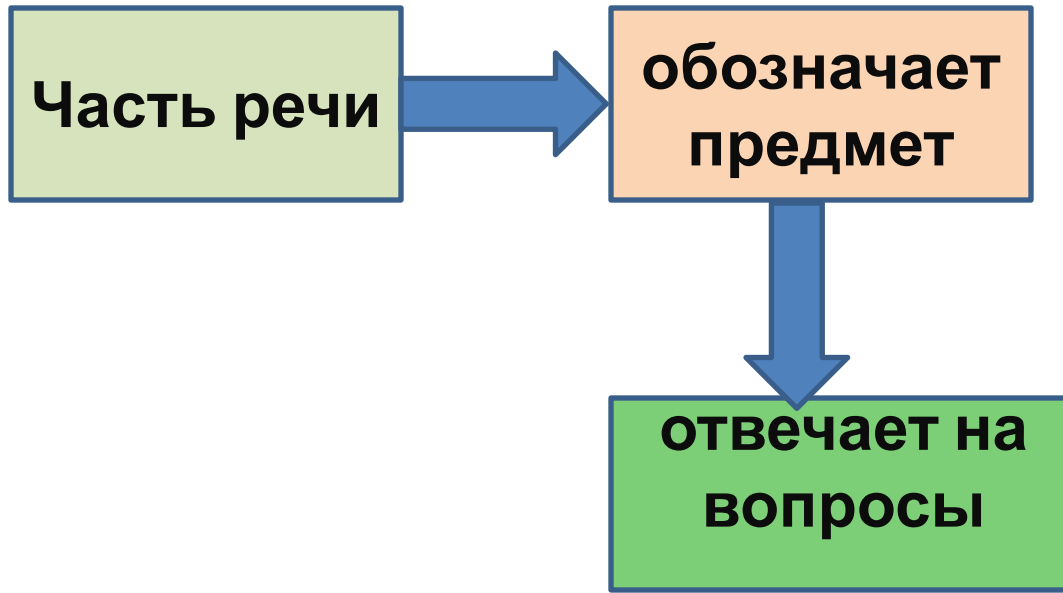 Часть речи
обозначает
предмет
отвечает на
вопросы